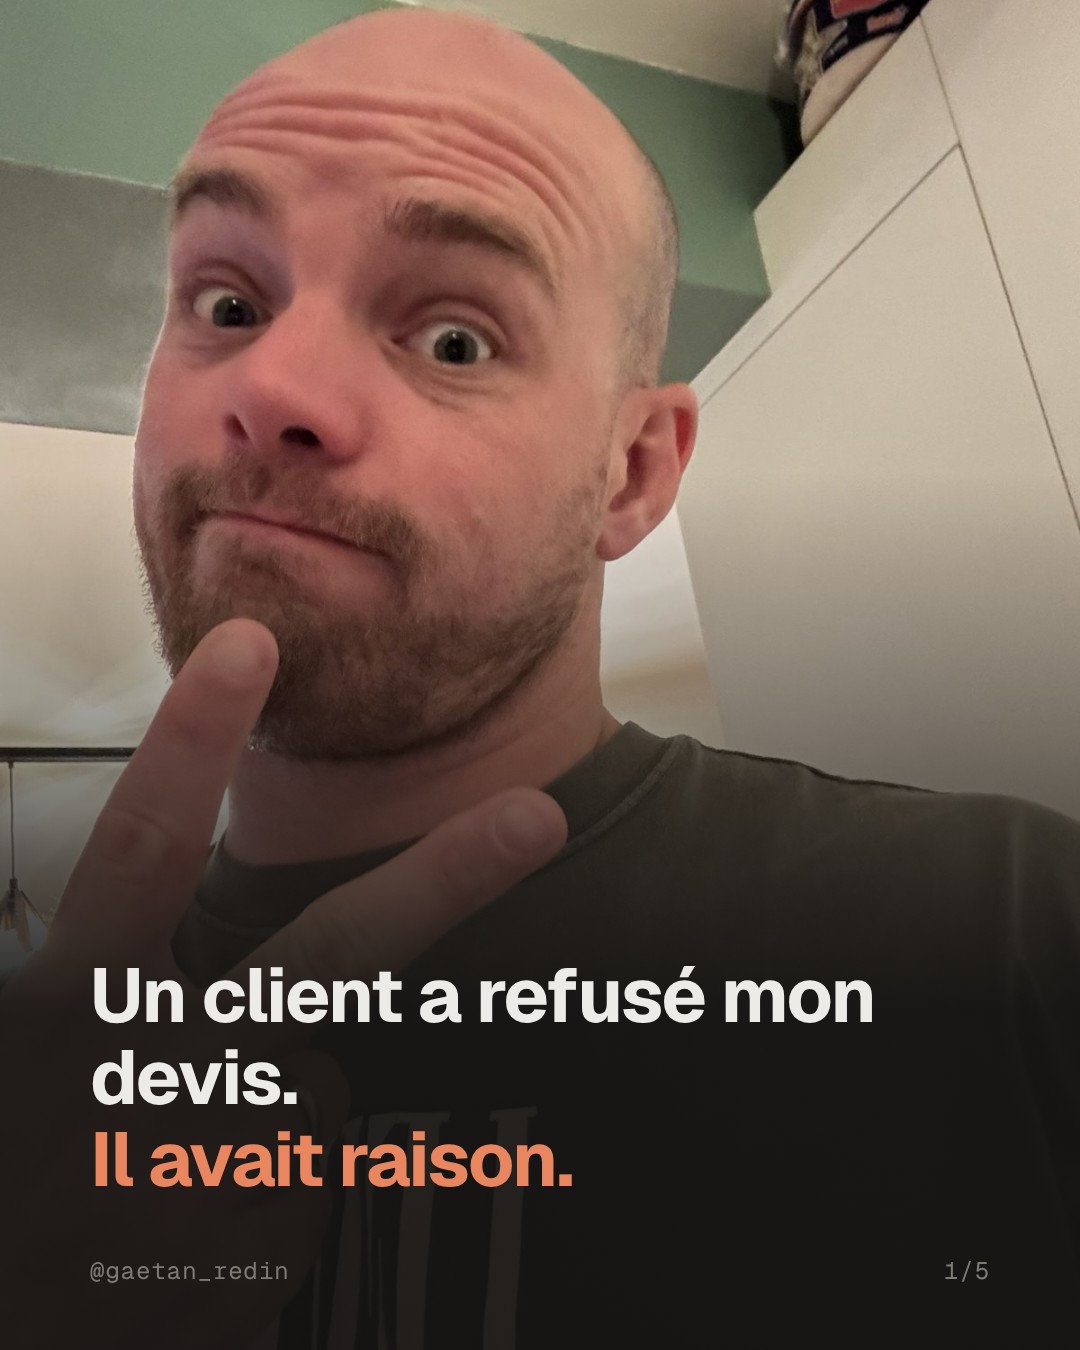 Un client a refusé mon
devis.
Il avait raison.
@gaetan_redin
1/5